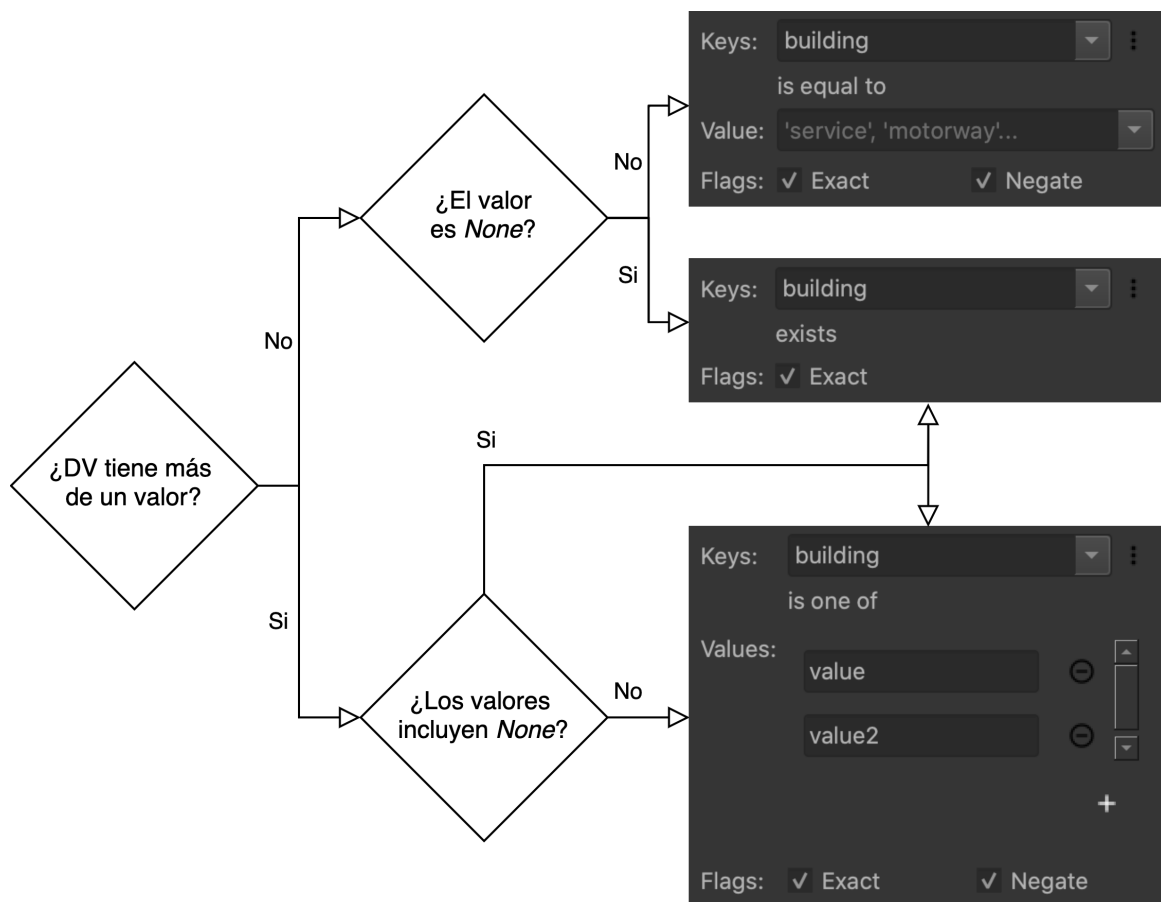 ¿DV tiene más
de un valor?
No
Si
¿El valor
es None?
No
Si
Keys: building
is equal to
Value: 'service', 'motorway'...
Flags: Exact Negate
Keys: building
exists
Flags: Exact
¿Los valores
incluyen None?
Si
No
Keys: building
is one of
Values:
value
value2
Flags: Exact Negate